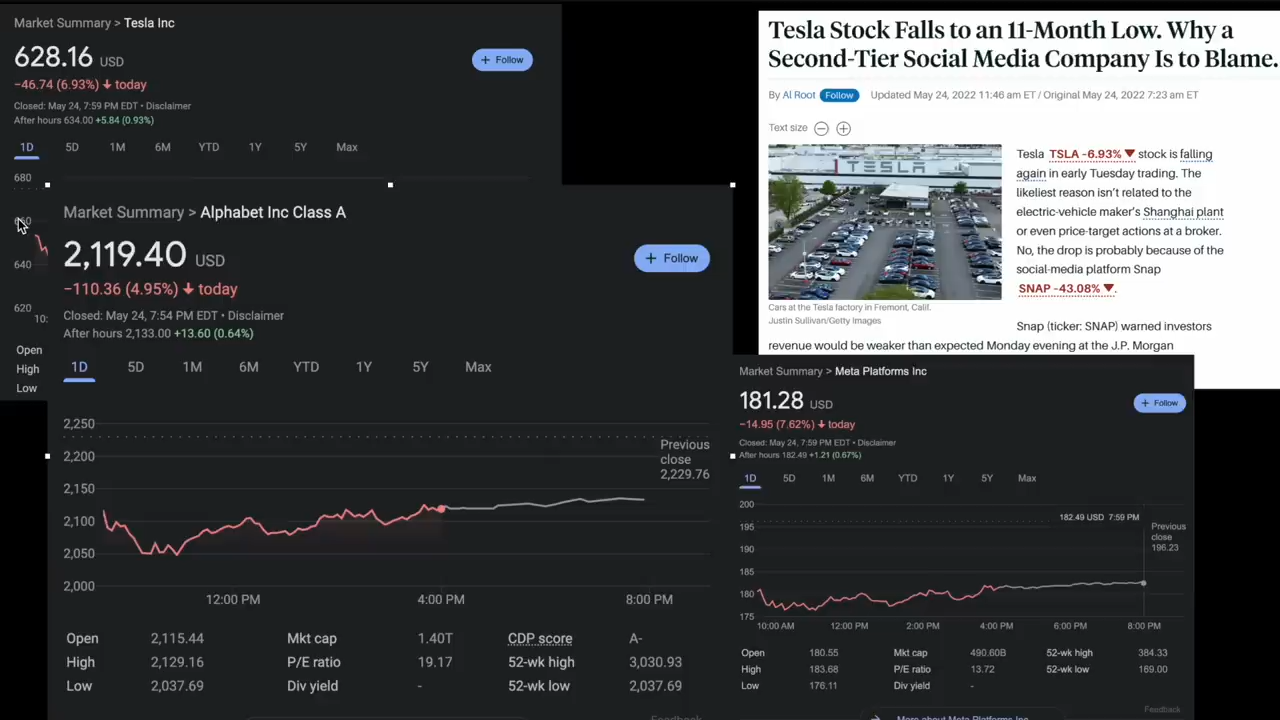 Market Summary > Tesla Inc
628.16 USD
+ Follow
−46.74 (6.93%) ↓ today
Closed: May 24, 7:59 PM EDT • Disclaimer
After hours 634.00 +5.84 (0.93%)
1D 5D 1M 6M YTD 1Y 5Y Max
680
640
620
10:
Open
High
Low
Market Summary > Alphabet Inc Class A
2,119.40 USD
+ Follow
−110.36 (4.95%) ↓ today
Closed: May 24, 7:54 PM EDT • Disclaimer
After hours 2,133.00 +13.60 (0.64%)
1D 5D 1M 6M YTD 1Y 5Y Max
2,250
2,200
2,150
2,100
2,050
2,000
Previous
close
2,229.76
12:00 PM 4:00 PM 8:00 PM
Open 2,115.44 Mkt cap 1.40T CDP score A-
High 2,129.16 P/E ratio 19.17 52-wk high 3,030.93
Low 2,037.69 Div yield - 52-wk low 2,037.69
Tesla Stock Falls to an 11-Month Low. Why a
Second-Tier Social Media Company Is to Blame.
By Al Root Follow Updated May 24, 2022 11:46 am ET / Original May 24, 2022 7:23 am ET
Text size
TESLA
Cars at the Tesla factory in Fremont, Calif.
Justin Sullivan/Getty Images
Tesla TSLA −6.93% ▼ stock is falling
again in early Tuesday trading. The
likeliest reason isn't related to the
electric-vehicle maker's Shanghai plant
or even price-target actions at a broker.
No, the drop is probably because of the
social-media platform Snap
SNAP −43.08% ▼.
Snap (ticker: SNAP) warned investors
revenue would be weaker than expected Monday evening at the J.P. Morgan
Market Summary > Meta Platforms Inc
181.28 USD
+ Follow
−14.95 (7.62%) ↓ today
Closed: May 24, 7:59 PM EDT • Disclaimer
After hours 182.49 +1.21 (0.67%)
1D 5D 1M 6M YTD 1Y 5Y Max
200
195
190
185
180
175
182.49 USD 7:59 PM
Previous
close
196.23
10:00 AM 12:00 PM 2:00 PM 4:00 PM 6:00 PM 8:00 PM
Open 180.55 Mkt cap 490.60B 52-wk high 384.33
High 183.68 P/E ratio 13.72 52-wk low 169.00
Low 176.11 Div yield -
Feedback
More about Meta Platforms Inc